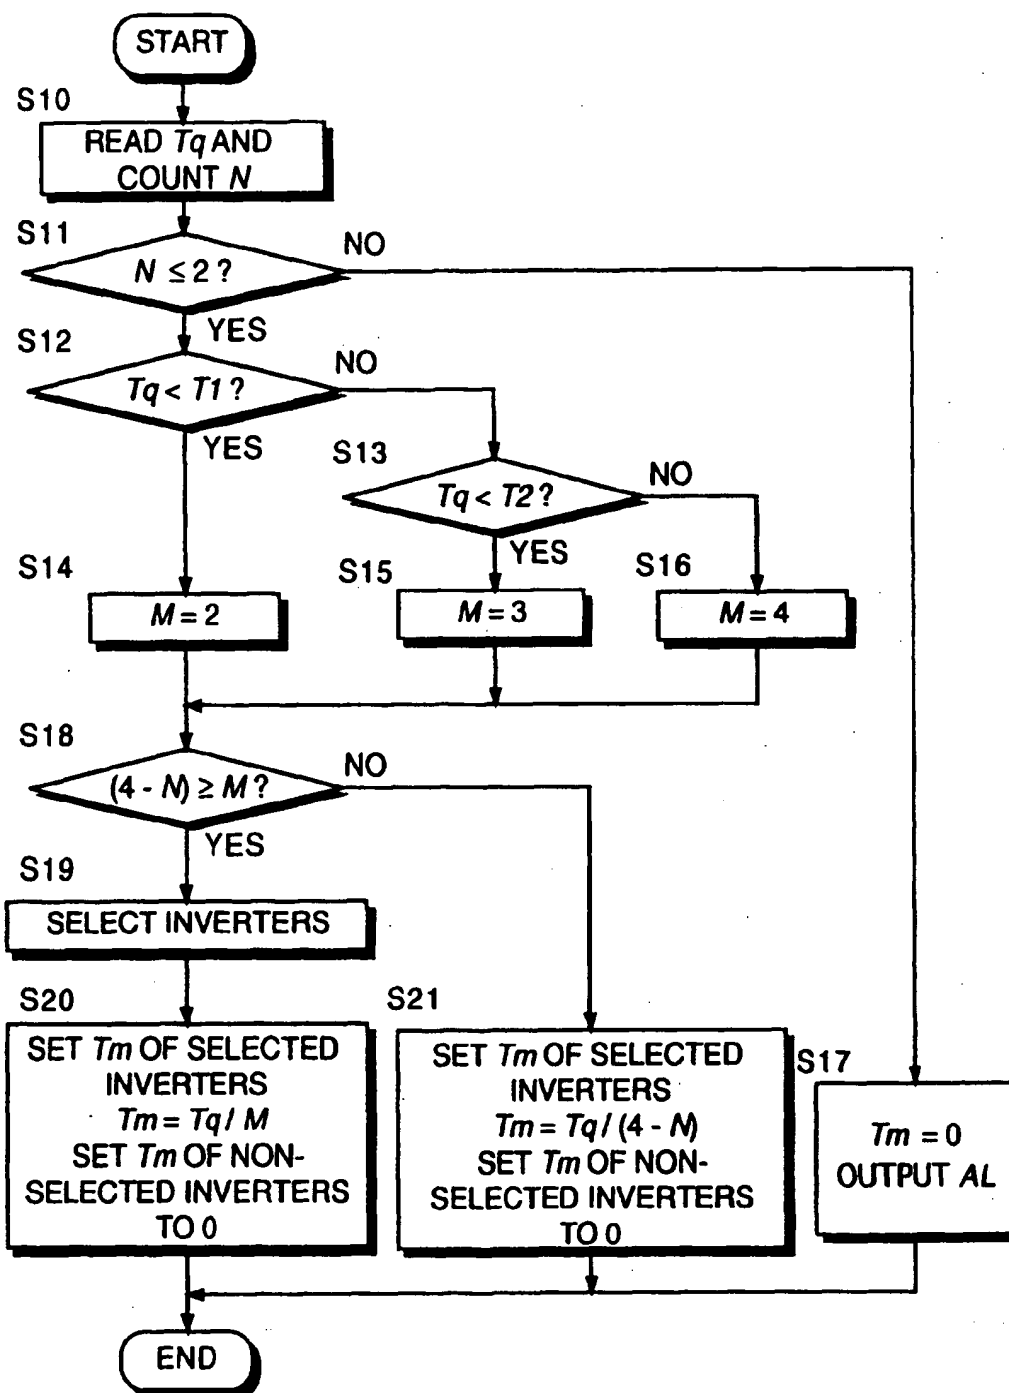 START
S10
READ Tq AND
COUNT N
S11
N ≤ 2 ?
NO
YES
S12
Tq < T1 ?
NO
YES
S13
Tq < T2 ?
NO
YES
S14
M = 2
S15
M = 3
S16
M = 4
S18
(4 - N) ≥ M ?
NO
YES
S19
SELECT INVERTERS
S20
SET Tm OF SELECTED
INVERTERS
Tm = Tq / M
SET Tm OF NON-
SELECTED INVERTERS
TO 0
S21
SET Tm OF SELECTED
INVERTERS
Tm = Tq / (4 - N)
SET Tm OF NON-
SELECTED INVERTERS
TO 0
S17
Tm = 0
OUTPUT AL
END